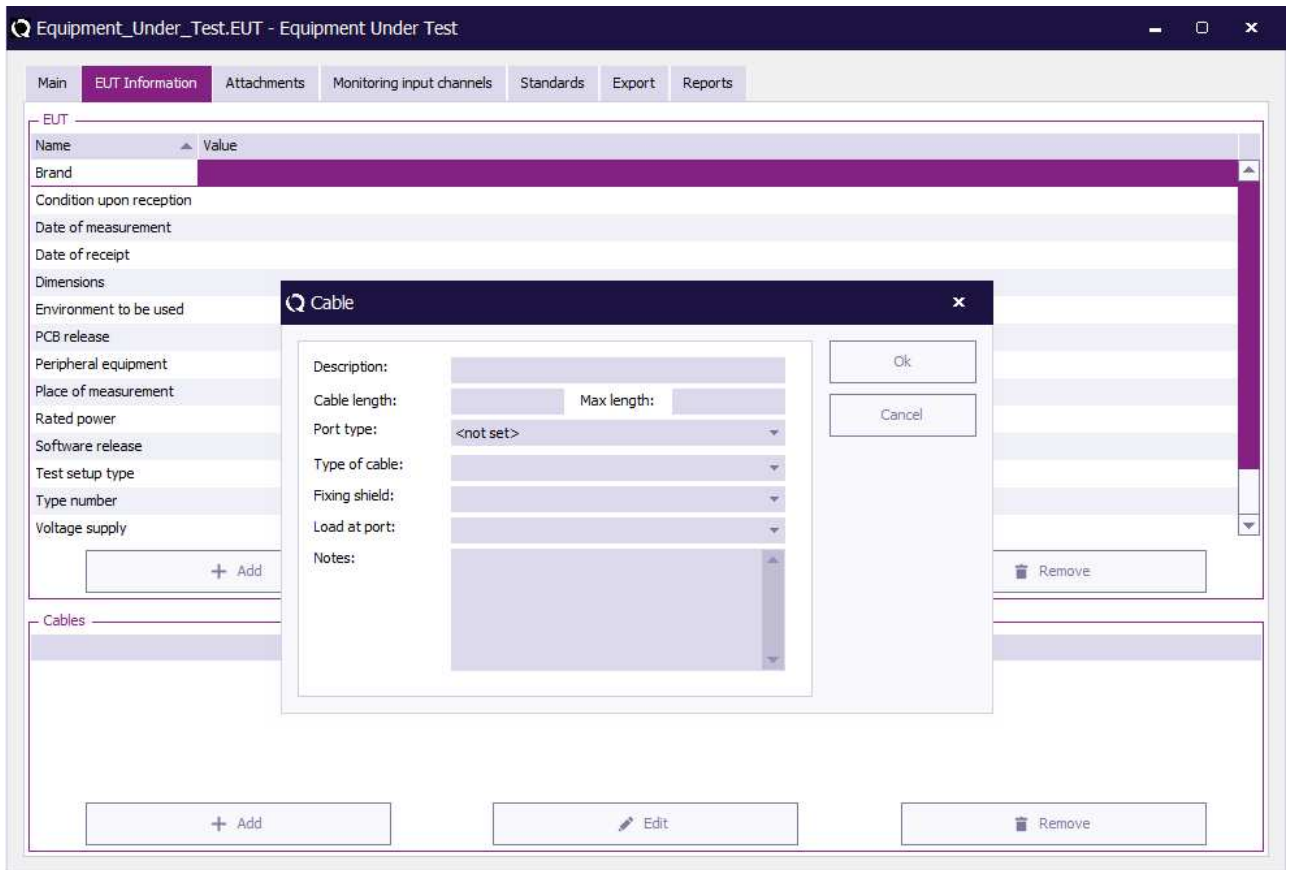 Equipment_Under_Test.EUT - Equipment Under Test
Main EUT Information Attachments Monitoring input channels Standards Export Reports
EUT
Name Value
Brand
Condition upon reception
Date of measurement
Date of receipt
Dimensions
Environment to be used
PCB release
Peripheral equipment
Place of measurement
Rated power
Software release
Test setup type
Type number
Voltage supply
Add Remove
Cable
Description:
Cable length: Max length:
Port type: <not set>
Type of cable:
Fixing shield:
Load at port:
Notes:
Ok
Cancel
Cables
Add Edit Remove